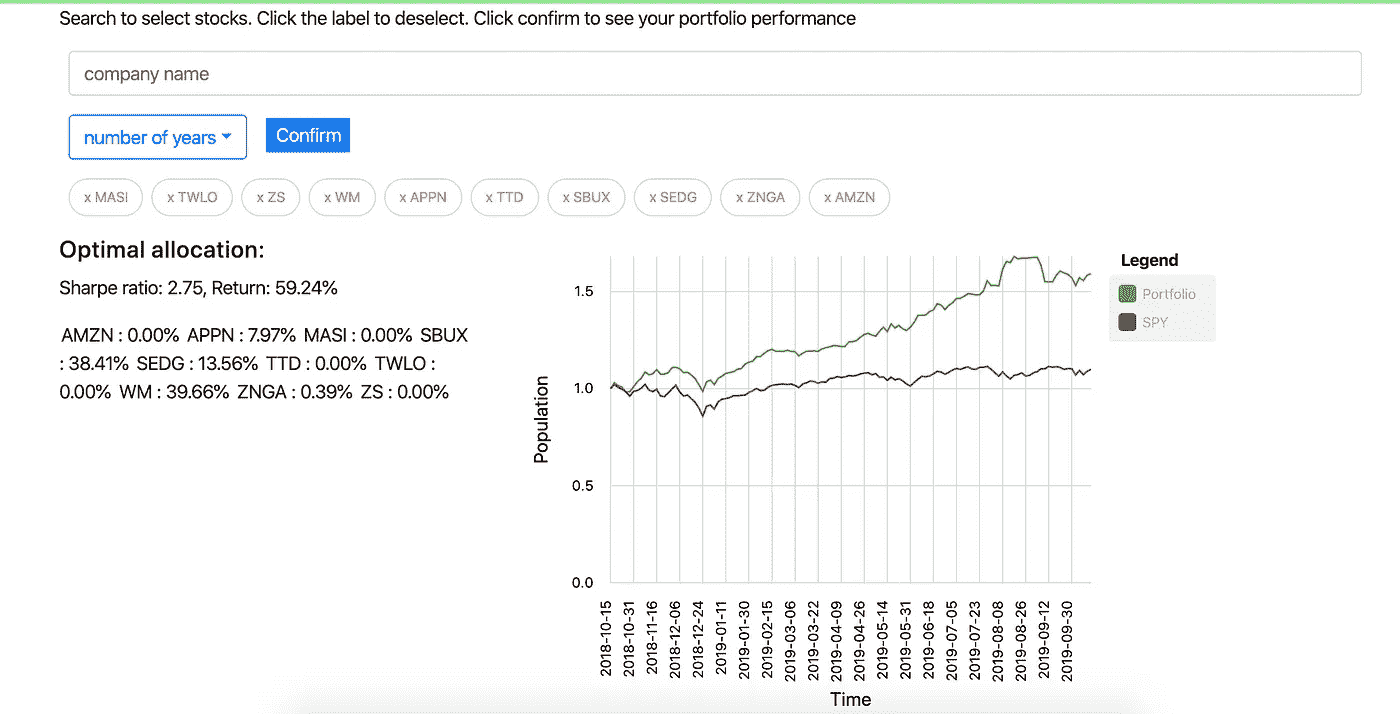 Search to select stocks. Click the label to deselect. Click confirm to see your portfolio performance
company name
number of years
Confirm
x MASI
x TWLO
x ZS
x WM
x APPN
x TTD
x SBUX
x SEDG
x ZNGA
x AMZN
Optimal allocation:
Sharpe ratio: 2.75, Return: 59.24%
AMZN : 0.00% APPN : 7.97% MASI : 0.00% SBUX
: 38.41% SEDG : 13.56% TTD : 0.00% TWLO :
0.00% WM : 39.66% ZNGA : 0.39% ZS : 0.00%
Population
1.5
1.0
0.5
0.0
2018-10-15
2018-10-31
2018-11-16
2018-12-06
2018-12-24
2019-01-11
2019-01-30
2019-02-15
2019-03-06
2019-03-22
2019-04-09
2019-04-26
2019-05-14
2019-05-31
2019-06-18
2019-07-05
2019-07-23
2019-08-08
2019-08-26
2019-09-12
2019-09-30
Time
Legend
Portfolio
SPY